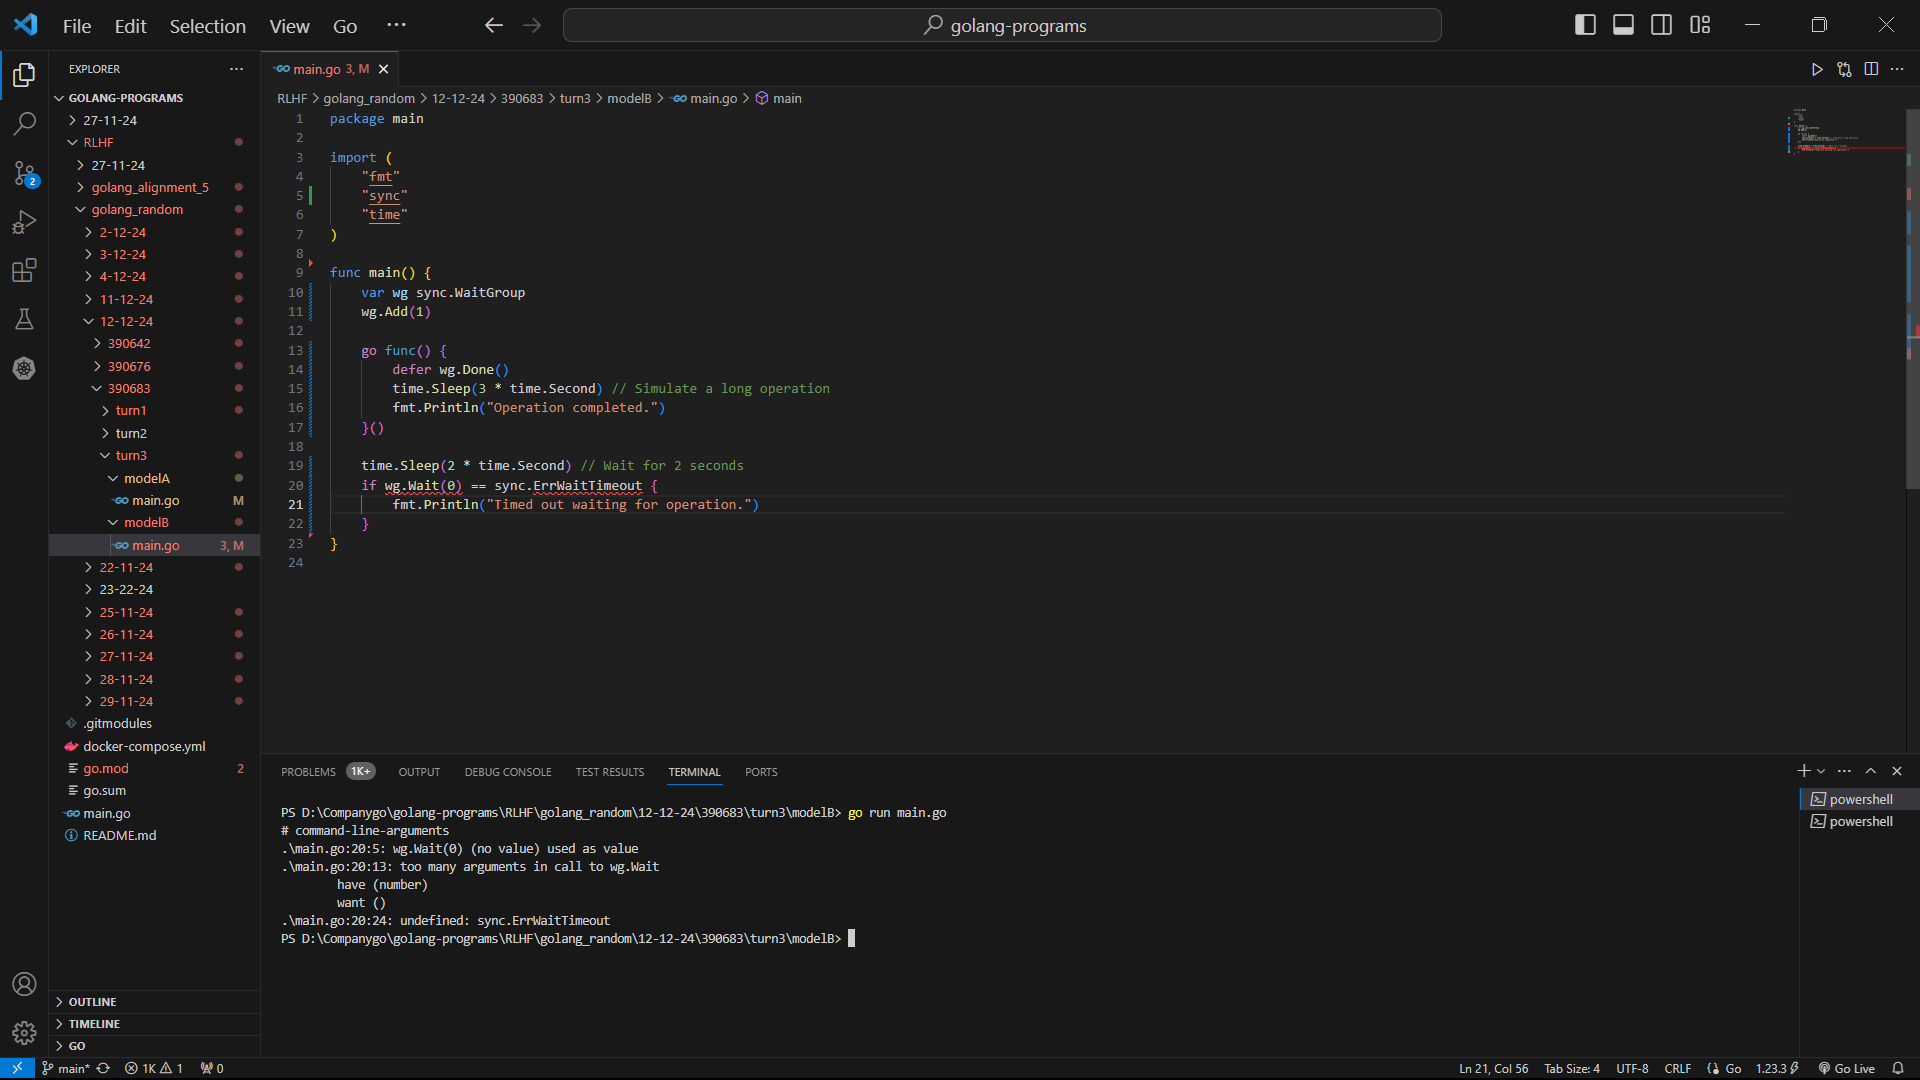 File Edit Selection View Go ···
golang-programs
EXPLORER
GOLANG-PROGRAMS
27-11-24
RLHF
27-11-24
golang_alignment_5
golang_random
2-12-24
3-12-24
4-12-24
11-12-24
12-12-24
390642
390676
390683
turn1
turn2
turn3
modelA
main.go M
modelB
main.go 3, M
22-11-24
23-22-24
25-11-24
26-11-24
27-11-24
28-11-24
29-11-24
.gitmodules
docker-compose.yml
go.mod 2
go.sum
main.go
README.md
OUTLINE
TIMELINE
GO
main.go 3, M
RLHF > golang_random > 12-12-24 > 390683 > turn3 > modelB > main.go > main
1 package main
2
3 import (
4 "fmt"
5 "sync"
6 "time"
7 )
8
9 func main() {
10 var wg sync.WaitGroup
11 wg.Add(1)
12
13 go func() {
14 defer wg.Done()
15 time.Sleep(3 * time.Second) // Simulate a long operation
16 fmt.Println("Operation completed.")
17 }()
18
19 time.Sleep(2 * time.Second) // Wait for 2 seconds
20 if wg.Wait(0) == sync.ErrWaitTimeout {
21 fmt.Println("Timed out waiting for operation.")
22 }
23 }
24
PROBLEMS 1K+ OUTPUT DEBUG CONSOLE TEST RESULTS TERMINAL PORTS
PS D:\Companygo\golang-programs\RLHF\golang_random\12-12-24\390683\turn3\modelB> go run main.go
# command-line-arguments
.\main.go:20:5: wg.Wait(0) (no value) used as value
.\main.go:20:13: too many arguments in call to wg.Wait
have (number)
want ()
.\main.go:20:24: undefined: sync.ErrWaitTimeout
PS D:\Companygo\golang-programs\RLHF\golang_random\12-12-24\390683\turn3\modelB>
powershell
powershell
2
main* 1K 1 0
Ln 21, Col 56 Tab Size: 4 UTF-8 CRLF Go 1.23.3 Go Live